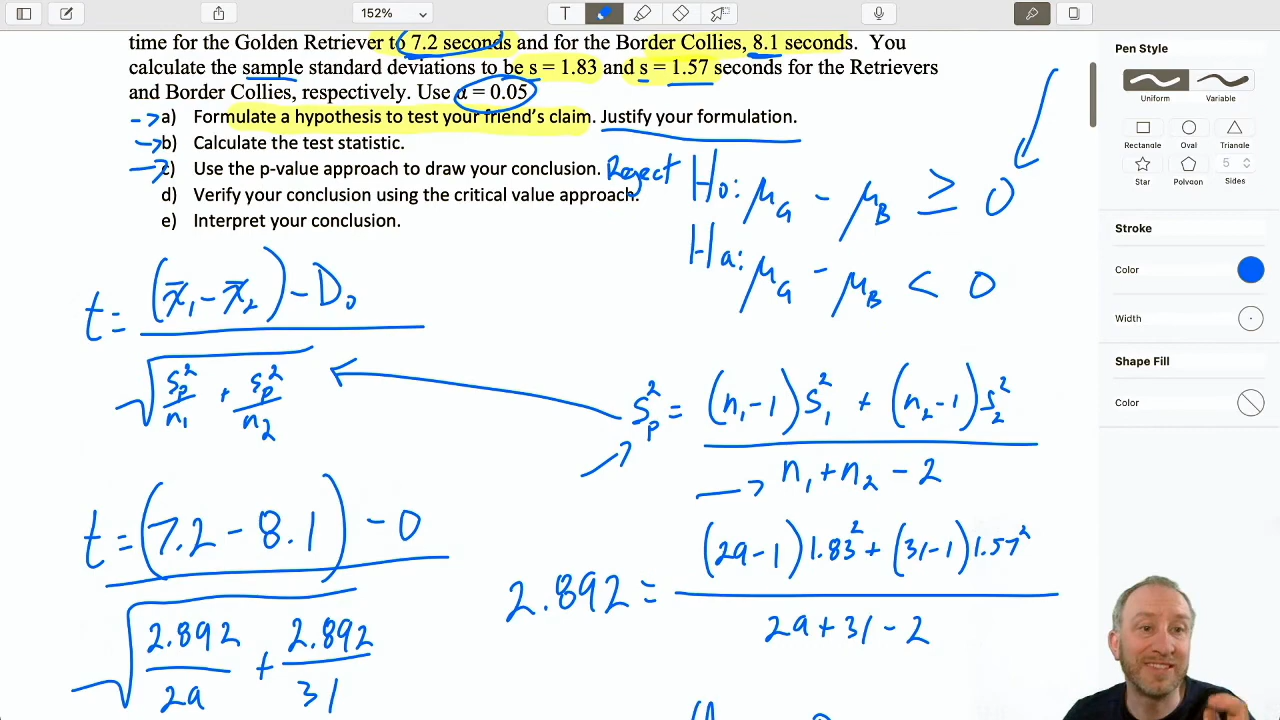 152%
T
time for the Golden Retriever to 7.2 seconds and for the Border Collies, 8.1 seconds. You
calculate the sample standard deviations to be s = 1.83 and s = 1.57 seconds for the Retrievers
and Border Collies, respectively. Use α = 0.05
a) Formulate a hypothesis to test your friend's claim. Justify your formulation.
b) Calculate the test statistic.
c) Use the p-value approach to draw your conclusion. Reject
d) Verify your conclusion using the critical value approach.
e) Interpret your conclusion.
H0: μG - μB ≥ 0
Ha: μG - μB < 0
t = (x̄1 - x̄2) - D0
√ sp²/n1 + sp²/n2
sp² = (n1-1)s1² + (n2-1)s2²
n1 + n2 - 2
t = (7.2 - 8.1) - 0
√ 2.892/29 + 2.892/31
2.892 = (29-1)1.83² + (31-1)1.57²
29 + 31 - 2
Pen Style
Uniform
Variable
Rectangle
Oval
Triangle
Star
Polygon
5
Sides
Stroke
Color
Width
Shape Fill
Color